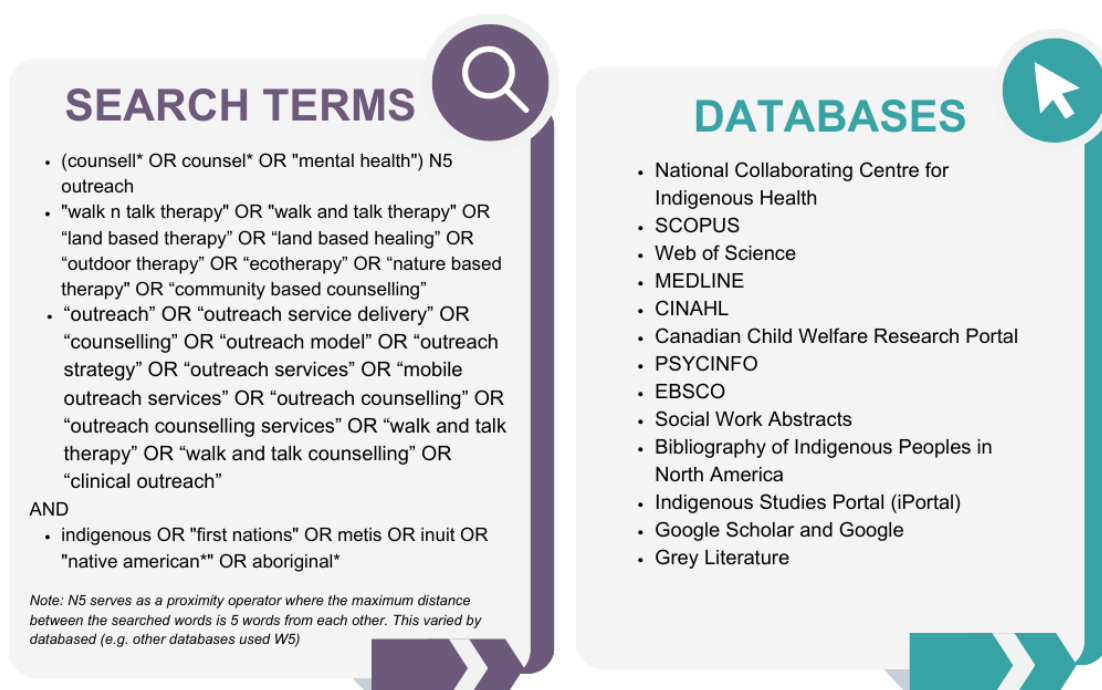 SEARCH TERMS
• (counsell* OR counsel* OR "mental health") N5
outreach
• "walk n talk therapy" OR "walk and talk therapy" OR
“land based therapy” OR “land based healing” OR
“outdoor therapy” OR “ecotherapy” OR “nature based
therapy" OR “community based counselling”
• “outreach” OR “outreach service delivery” OR
“counselling” OR “outreach model” OR “outreach
strategy” OR “outreach services” OR “mobile
outreach services” OR “outreach counselling” OR
“outreach counselling services” OR “walk and talk
therapy” OR “walk and talk counselling” OR
“clinical outreach”
AND
• indigenous OR "first nations" OR metis OR inuit OR
"native american*" OR aboriginal*
Note: N5 serves as a proximity operator where the maximum distance
between the searched words is 5 words from each other. This varied by
databased (e.g. other databases used W5)
DATABASES
• National Collaborating Centre for
Indigenous Health
• SCOPUS
• Web of Science
• MEDLINE
• CINAHL
• Canadian Child Welfare Research Portal
• PSYCINFO
• EBSCO
• Social Work Abstracts
• Bibliography of Indigenous Peoples in
North America
• Indigenous Studies Portal (iPortal)
• Google Scholar and Google
• Grey Literature